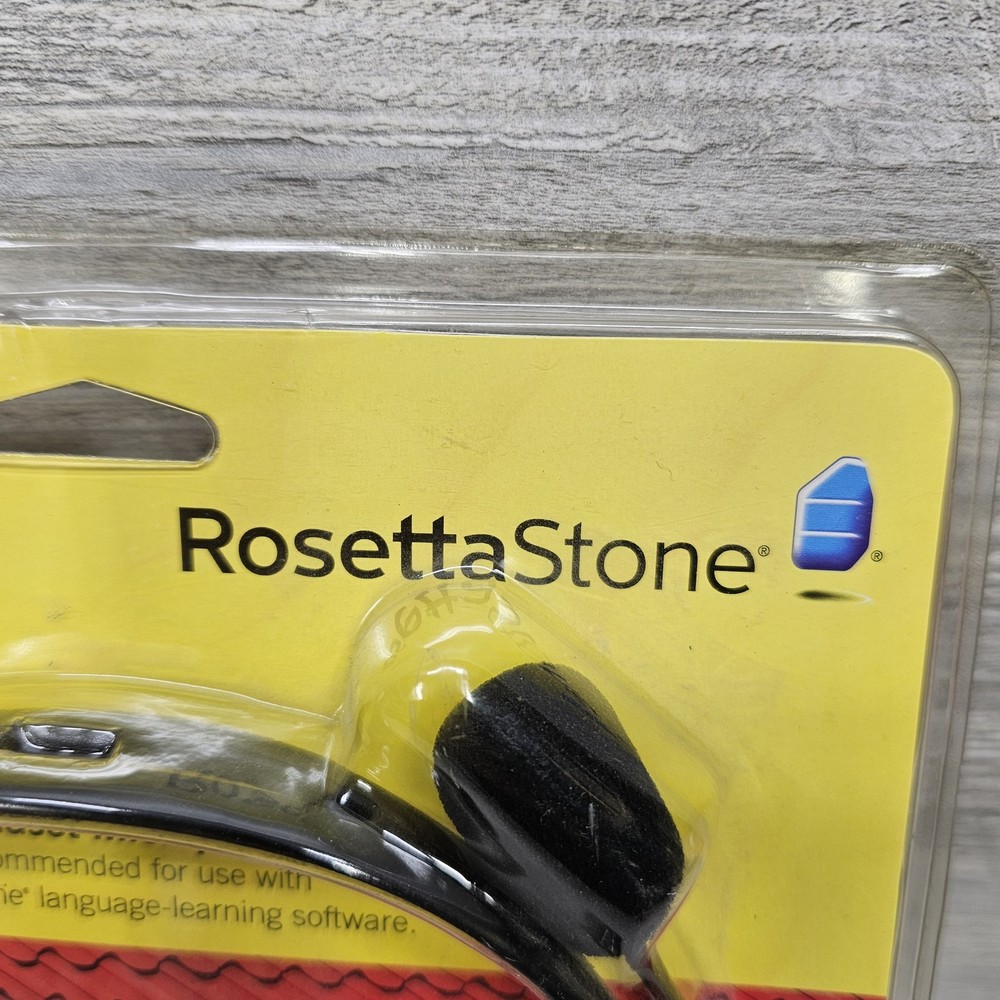 RosettaStone® ®
ommended for use with
ne® language-learning software.